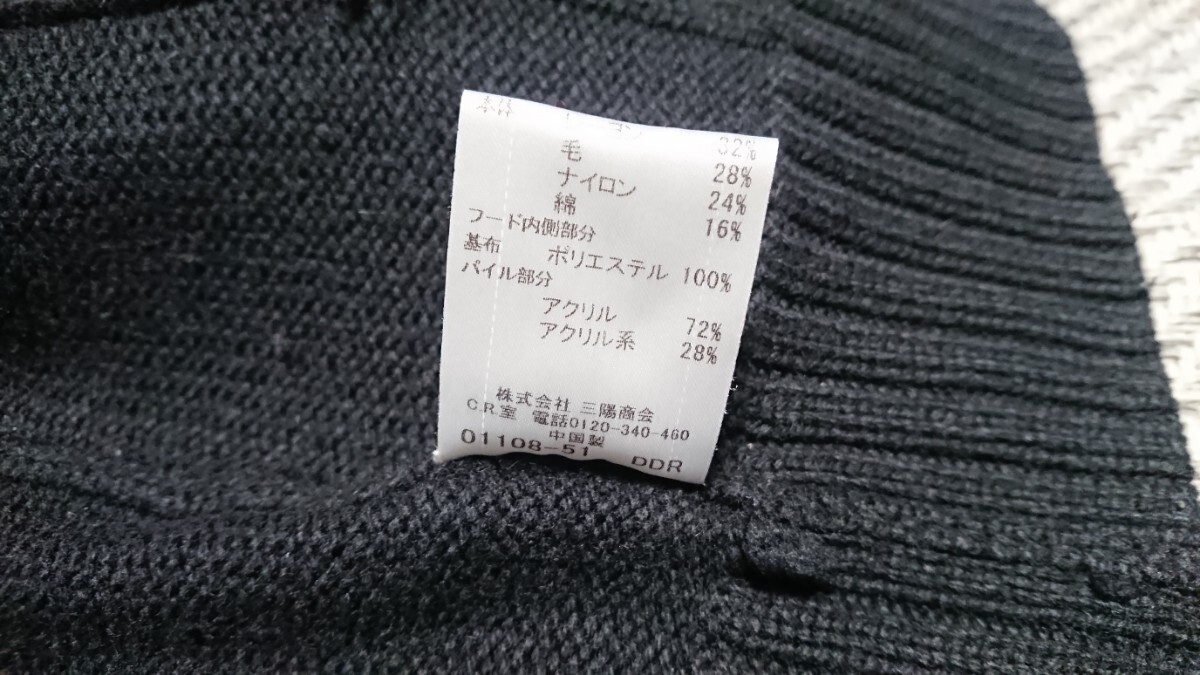 本体 32%
毛 28%
ナイロン 24%
綿 16%
フード内側部分
基布 ポリエステル 100%
パイル部分
アクリル 72%
アクリル系 28%
株式会社 三陽商会
C.R室 電話0120-340-460
中国製
01108-51 DDR